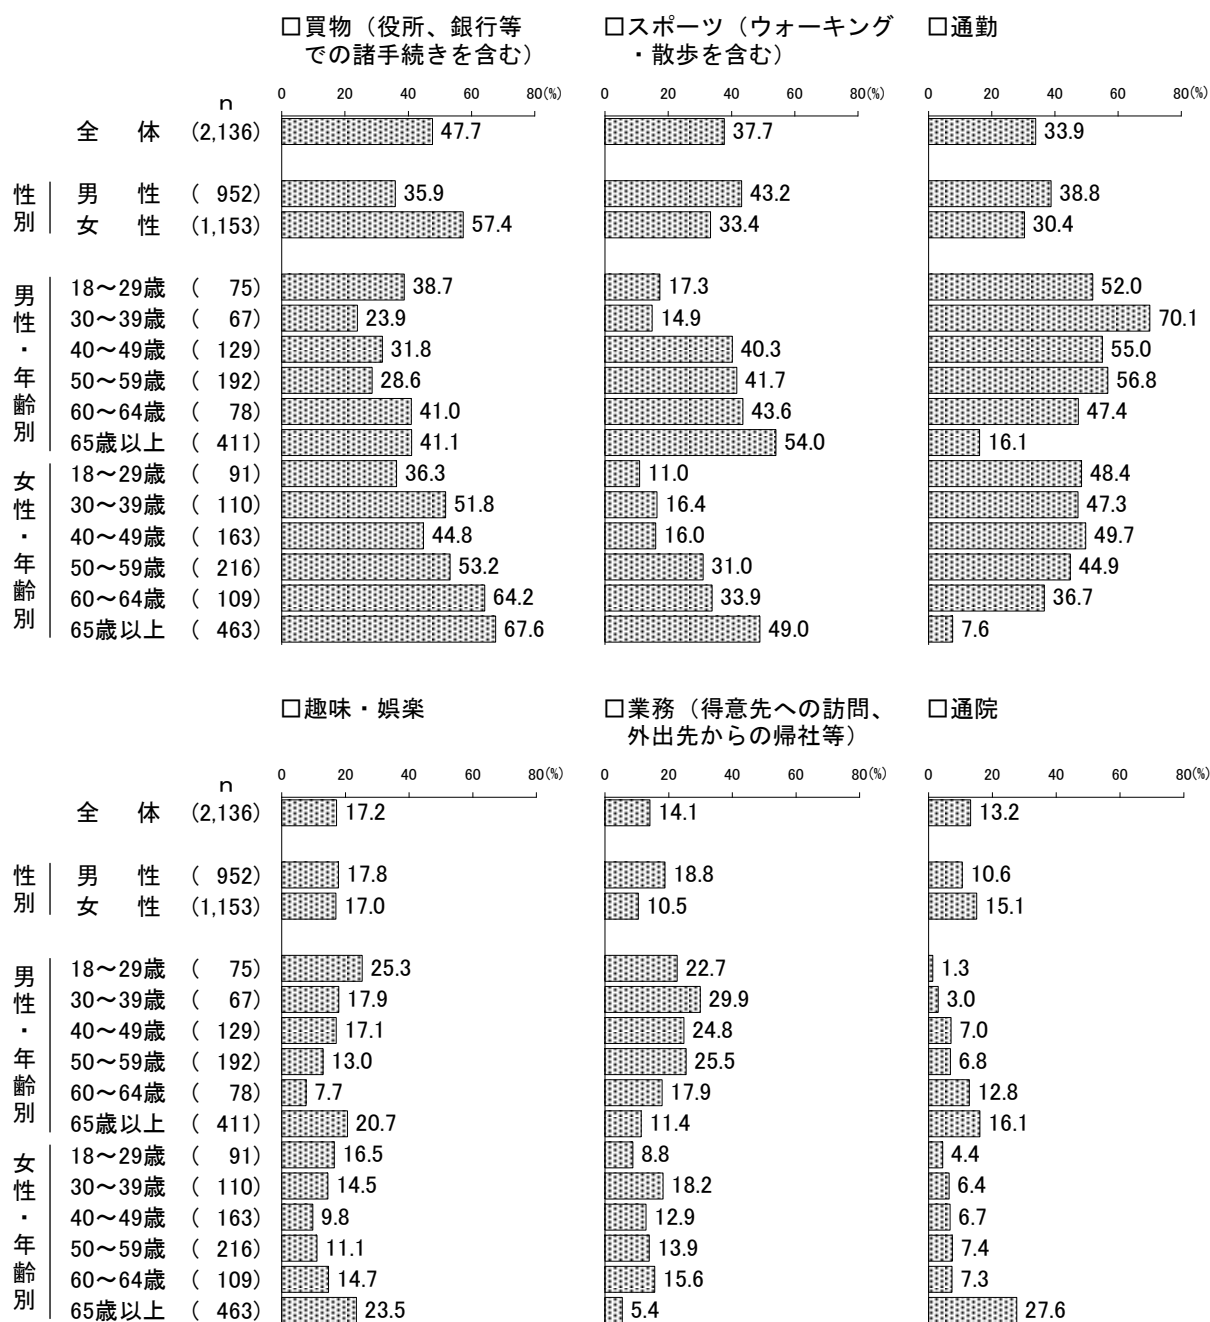 □買物（役所、銀行等 □スポーツ（ウォーキング □通勤
での諸手続きを含む） ・散歩を含む）
n 0 20 40 60 80(%) 0 20 40 60 80(%) 0 20 40 60 80(%)
全 体 (2,136) 47.7 37.7 33.9
性別
男 性 ( 952) 35.9 43.2 38.8
女 性 (1,153) 57.4 33.4 30.4
男性・年齢別
18～29歳 ( 75) 38.7 17.3 52.0
30～39歳 ( 67) 23.9 14.9 70.1
40～49歳 ( 129) 31.8 40.3 55.0
50～59歳 ( 192) 28.6 41.7 56.8
60～64歳 ( 78) 41.0 43.6 47.4
65歳以上 ( 411) 41.1 54.0 16.1
女性・年齢別
18～29歳 ( 91) 36.3 11.0 48.4
30～39歳 ( 110) 51.8 16.4 47.3
40～49歳 ( 163) 44.8 16.0 49.7
50～59歳 ( 216) 53.2 31.0 44.9
60～64歳 ( 109) 64.2 33.9 36.7
65歳以上 ( 463) 67.6 49.0 7.6
□趣味・娯楽 □業務（得意先への訪問、 □通院
外出先からの帰社等）
n 0 20 40 60 80(%) 0 20 40 60 80(%) 0 20 40 60 80(%)
全 体 (2,136) 17.2 14.1 13.2
性別
男 性 ( 952) 17.8 18.8 10.6
女 性 (1,153) 17.0 10.5 15.1
男性・年齢別
18～29歳 ( 75) 25.3 22.7 1.3
30～39歳 ( 67) 17.9 29.9 3.0
40～49歳 ( 129) 17.1 24.8 7.0
50～59歳 ( 192) 13.0 25.5 6.8
60～64歳 ( 78) 7.7 17.9 12.8
65歳以上 ( 411) 20.7 11.4 16.1
女性・年齢別
18～29歳 ( 91) 16.5 8.8 4.4
30～39歳 ( 110) 14.5 18.2 6.4
40～49歳 ( 163) 9.8 12.9 6.7
50～59歳 ( 216) 11.1 13.9 7.4
60～64歳 ( 109) 14.7 15.6 7.3
65歳以上 ( 463) 23.5 5.4 27.6